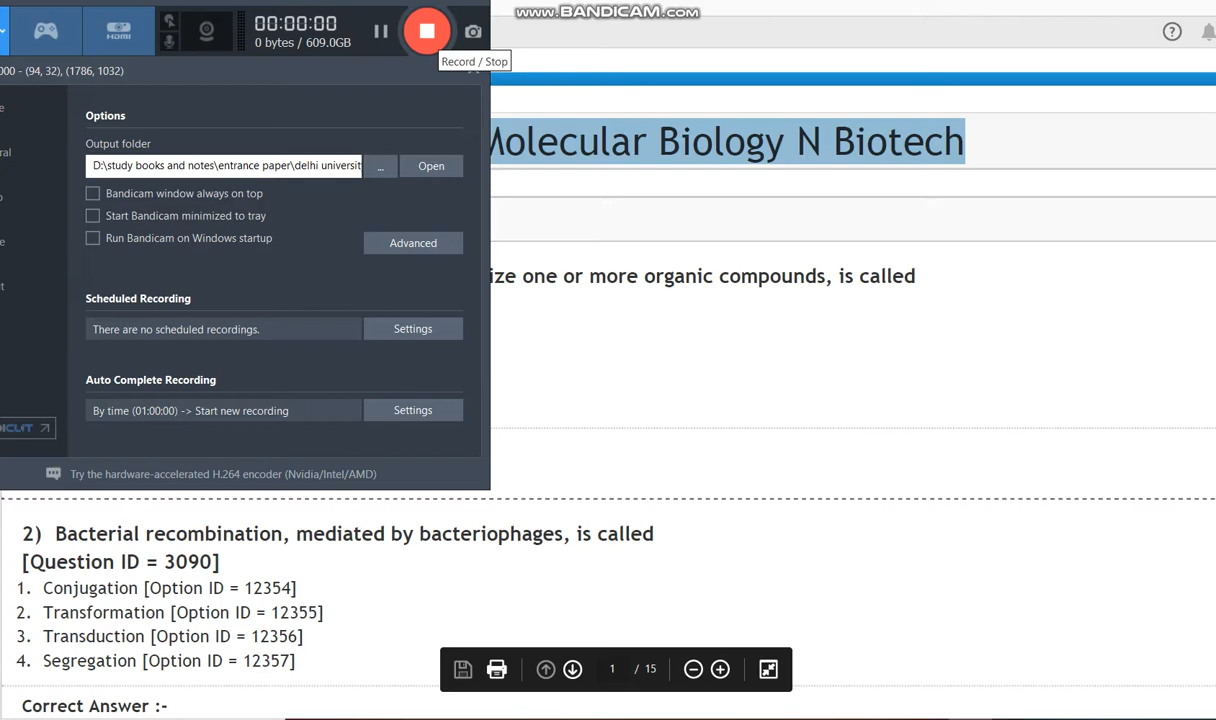 www.BANDICAM.com
HDMI
00:00:00
0 bytes / 609.0GB
Record / Stop
000 - (94, 32), (1786, 1032)
Options
Output folder
D:\study books and notes\entrance paper\delhi universit
...
Open
Bandicam window always on top
Start Bandicam minimized to tray
Run Bandicam on Windows startup
Advanced
Scheduled Recording
There are no scheduled recordings.
Settings
Auto Complete Recording
By time (01:00:00) -> Start new recording
Settings
DICUT
Try the hardware-accelerated H.264 encoder (Nvidia/Intel/AMD)
Molecular Biology N Biotech
ize one or more organic compounds, is called
2) Bacterial recombination, mediated by bacteriophages, is called
[Question ID = 3090]
1. Conjugation [Option ID = 12354]
2. Transformation [Option ID = 12355]
3. Transduction [Option ID = 12356]
4. Segregation [Option ID = 12357]
Correct Answer :-
1 / 15